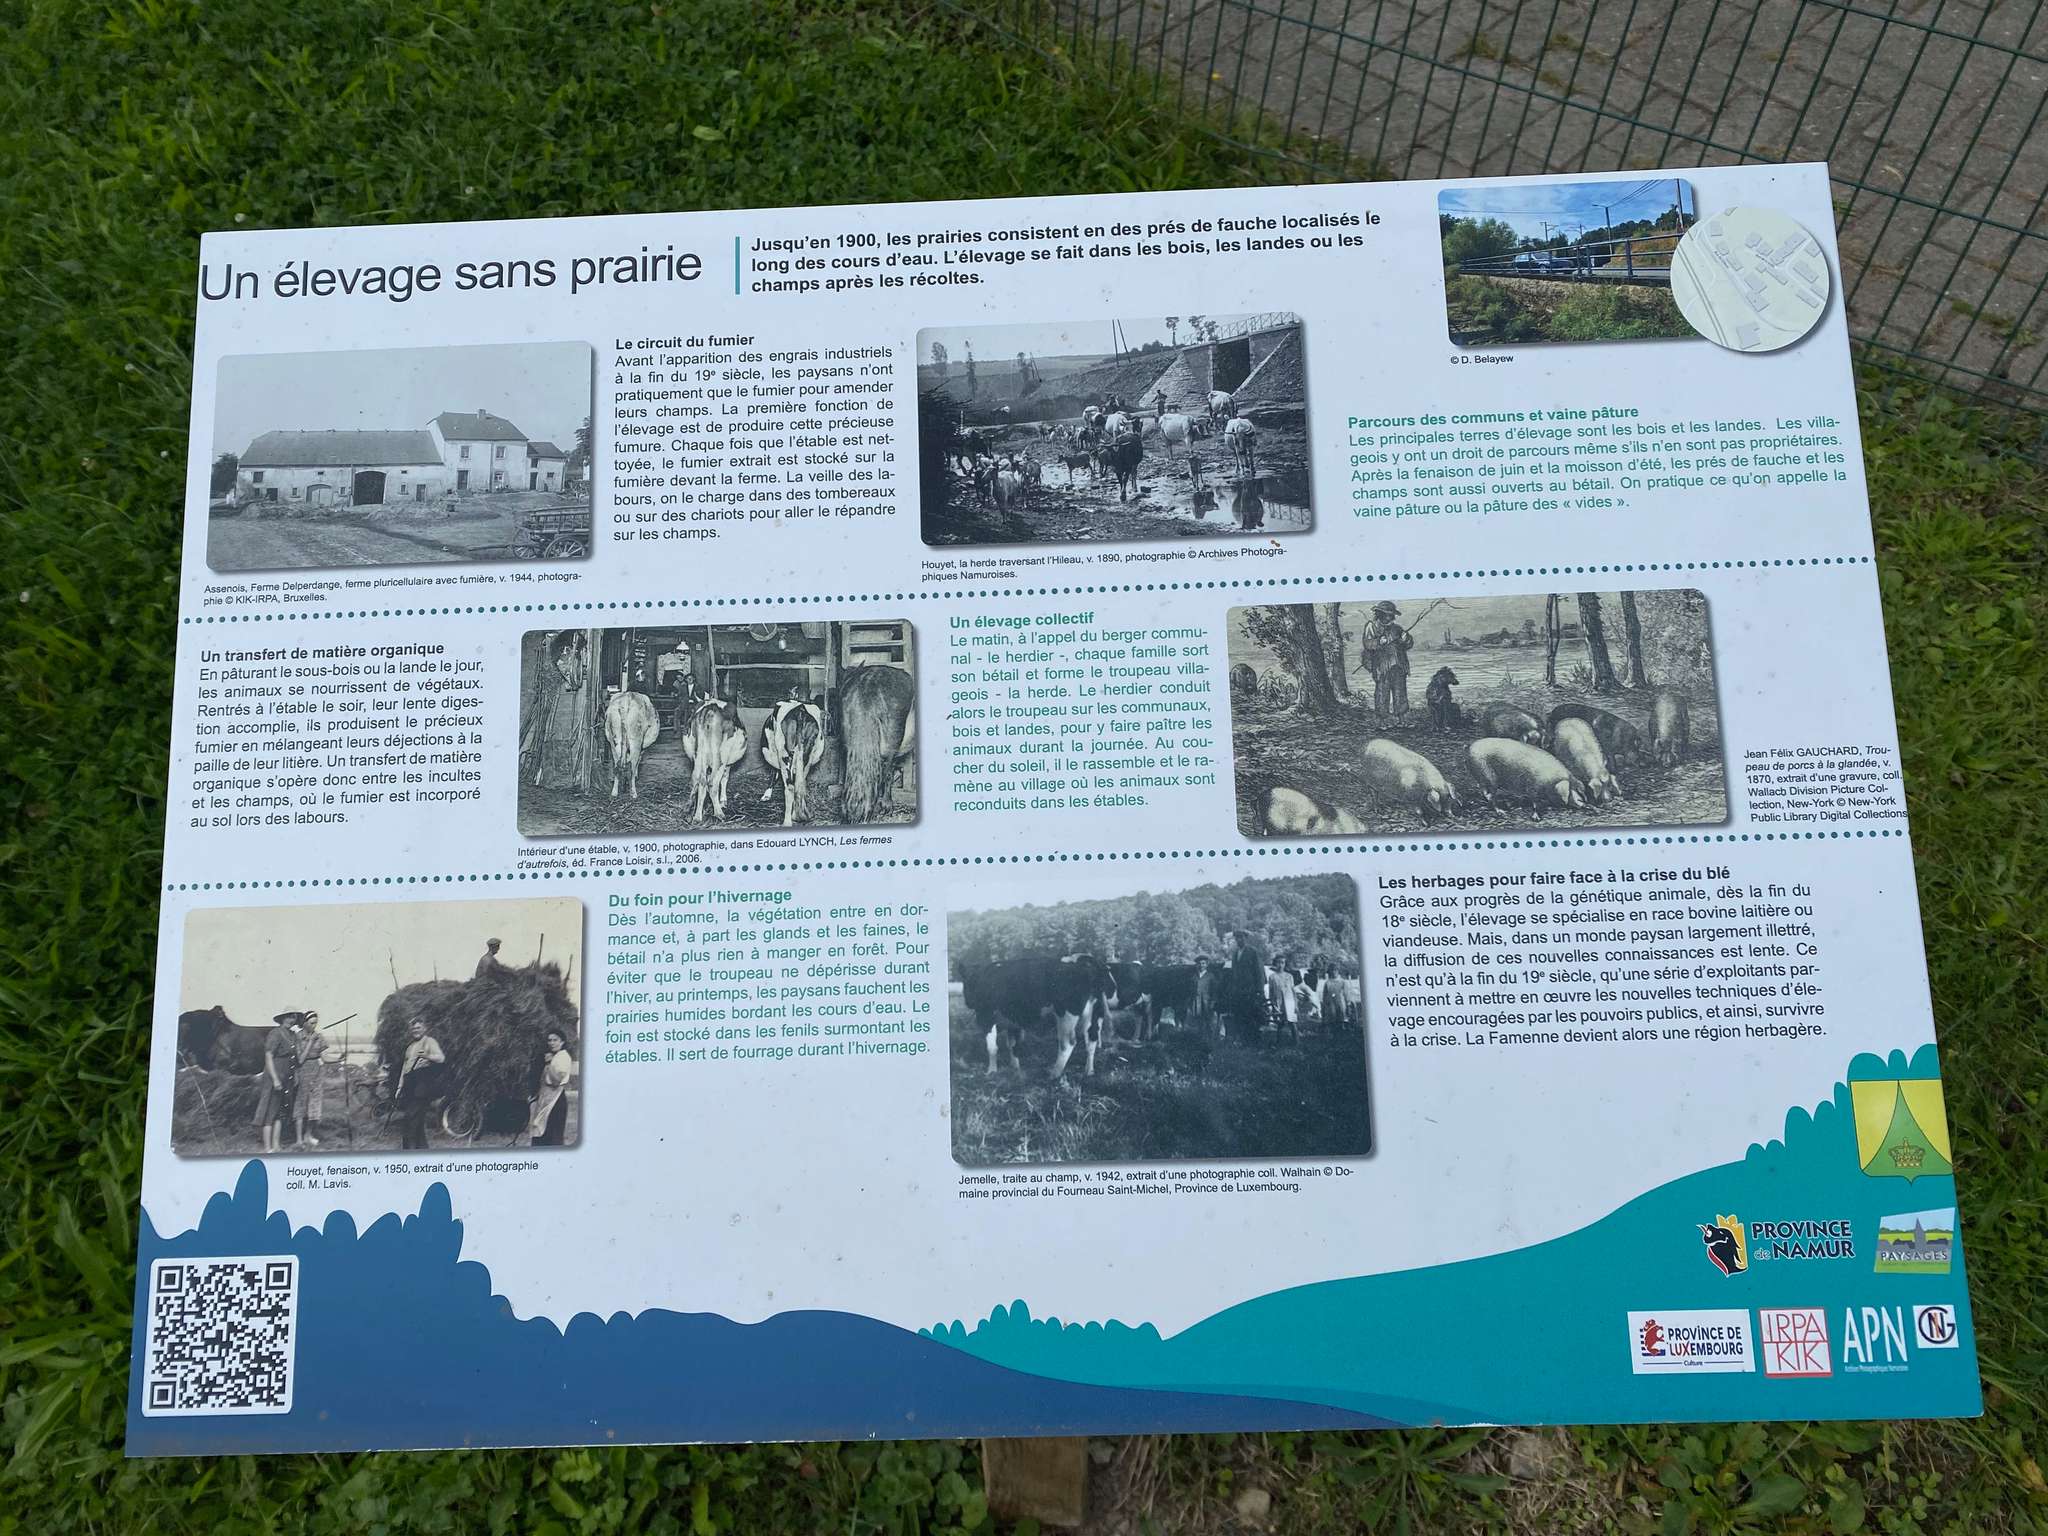 Un élevage sans prairie
Jusqu'en 1900, les prairies consistent en des prés de fauche localisés le
long des cours d'eau. L'élevage se fait dans les bois, les landes ou les
champs après les récoltes.
© D. Belayew
Le circuit du fumier
Avant l'apparition des engrais industriels
à la fin du 19e siècle, les paysans n'ont
pratiquement que le fumier pour amender
leurs champs. La première fonction de
l'élevage est de produire cette précieuse
fumure. Chaque fois que l'étable est net-
toyée, le fumier extrait est stocké sur la
fumière devant la ferme. La veille des la-
bours, on le charge dans des tombereaux
ou sur des chariots pour aller le répandre
sur les champs.
Assenois, Ferme Delperdange, ferme pluricellulaire avec fumière, v. 1944, photogra-
phie © KIK-IRPA, Bruxelles.
Houyet, la herde traversant l'Hileau, v. 1890, photographie © Archives Photogra-
phiques Namuroises.
Parcours des communs et vaine pâture
Les principales terres d'élevage sont les bois et les landes. Les villa-
geois y ont un droit de parcours même s'ils n'en sont pas propriétaires.
Après la fenaison de juin et la moisson d'été, les prés de fauche et les
champs sont aussi ouverts au bétail. On pratique ce qu'on appelle la
vaine pâture ou la pâture des « vides ».
Un transfert de matière organique
En pâturant le sous-bois ou la lande le jour,
les animaux se nourrissent de végétaux.
Rentrés à l'étable le soir, leur lente diges-
tion accomplie, ils produisent le précieux
fumier en mélangeant leurs déjections à la
paille de leur litière. Un transfert de matière
organique s'opère donc entre les incultes
et les champs, où le fumier est incorporé
au sol lors des labours.
Intérieur d'une étable, v. 1900, photographie, dans Edouard LYNCH, Les fermes
d'autrefois, éd. France Loisir, s.l., 2006.
Un élevage collectif
Le matin, à l'appel du berger commu-
nal - le herdier -, chaque famille sort
son bétail et forme le troupeau villa-
geois - la herde. Le herdier conduit
alors le troupeau sur les communaux,
bois et landes, pour y faire paître les
animaux durant la journée. Au cou-
cher du soleil, il le rassemble et le ra-
mène au village où les animaux sont
reconduits dans les étables.
Jean Félix GAUCHARD, Trou-
peau de porcs à la glandée, v.
1870, extrait d'une gravure, coll.
Wallach Division Picture Col-
lection, New-York © New-York
Public Library Digital Collections
Du foin pour l'hivernage
Dès l'automne, la végétation entre en dor-
mance et, à part les glands et les faines, le
bétail n'a plus rien à manger en forêt. Pour
éviter que le troupeau ne dépérisse durant
l'hiver, au printemps, les paysans fauchent les
prairies humides bordant les cours d'eau. Le
foin est stocké dans les fenils surmontant les
étables. Il sert de fourrage durant l'hivernage.
Houyet, fenaison, v. 1950, extrait d'une photographie
coll. M. Lavis.
Jemelle, traite au champ, v. 1942, extrait d'une photographie coll. Walhain © Do-
maine provincial du Fourneau Saint-Michel, Province de Luxembourg.
Les herbages pour faire face à la crise du blé
Grâce aux progrès de la génétique animale, dès la fin du
18e siècle, l'élevage se spécialise en race bovine laitière ou
viandeuse. Mais, dans un monde paysan largement illettré,
la diffusion de ces nouvelles connaissances est lente. Ce
n'est qu'à la fin du 19e siècle, qu'une série d'exploitants par-
viennent à mettre en œuvre les nouvelles techniques d'éle-
vage encouragées par les pouvoirs publics, et ainsi, survivre
à la crise. La Famenne devient alors une région herbagère.
PROVINCE
de NAMUR
PAYSAGES
PROVINCE DE
LUXEMBOURG
Culture
IRPA
KIK
APN
Archives Photographiques Namuroises